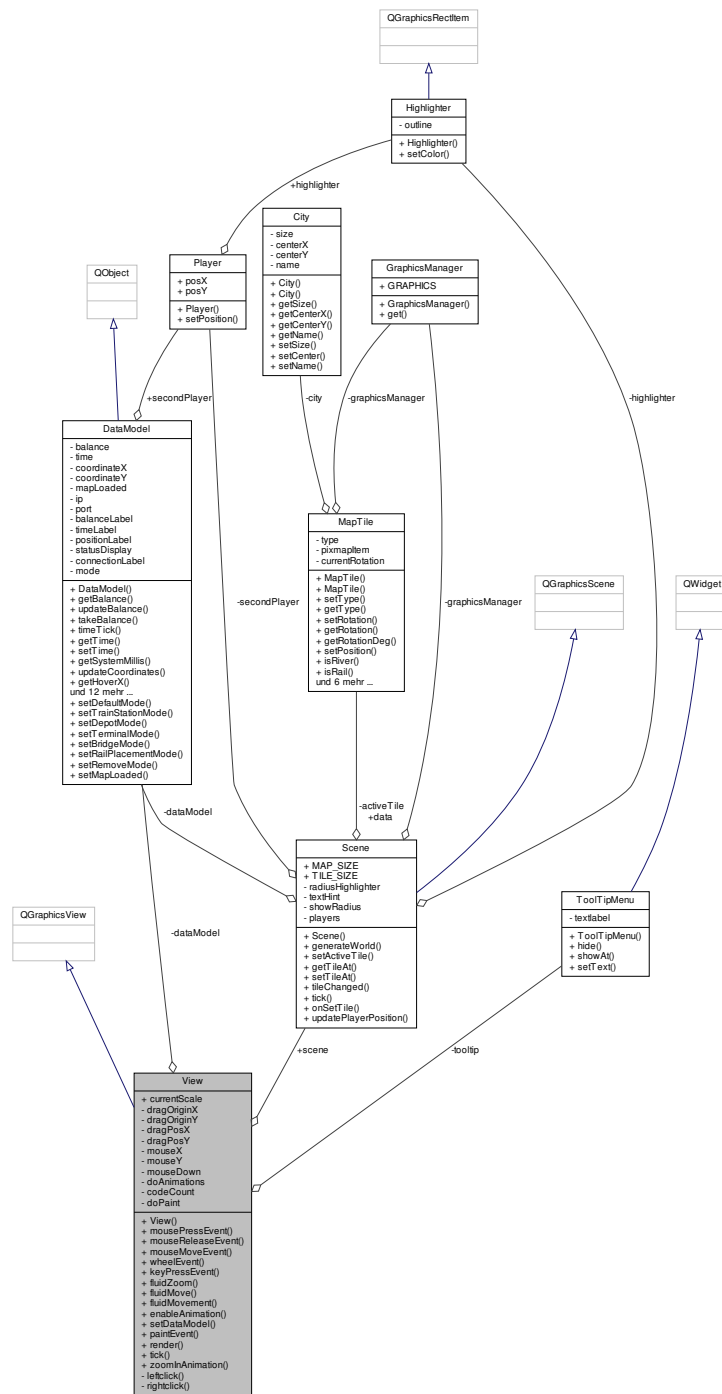 QGraphicsRectItem
Highlighter
- outline
+ Highlighter()
+ setColor()
+highlighter
City
- size
- centerX
- centerY
- name
+ City()
+ City()
+ getSize()
+ getCenterX()
+ getCenterY()
+ getName()
+ setSize()
+ setCenter()
+ setName()
Player
+ posX
+ posY
+ Player()
+ setPosition()
GraphicsManager
+ GRAPHICS
+ GraphicsManager()
+ get()
QObject
+secondPlayer
-city
-graphicsManager
-highlighter
DataModel
- balance
- time
- coordinateX
- coordinateY
- mapLoaded
- ip
- port
- balanceLabel
- timeLabel
- positionLabel
- statusDisplay
- connectionLabel
- mode
+ DataModel()
+ getBalance()
+ updateBalance()
+ takeBalance()
+ timeTick()
+ getTime()
+ setTime()
+ getSystemMillis()
+ updateCoordinates()
+ getHoverX()
und 12 mehr ...
+ setDefaultMode()
+ setTrainStationMode()
+ setDepotMode()
+ setTerminalMode()
+ setBridgeMode()
+ setRailPlacementMode()
+ setRemoveMode()
+ setMapLoaded()
MapTile
- type
- pixmapItem
- currentRotation
+ MapTile()
+ MapTile()
+ setType()
+ getType()
+ setRotation()
+ getRotation()
+ getRotationDeg()
+ setPosition()
+ isRiver()
+ isRail()
und 6 mehr ...
-secondPlayer
-graphicsManager
QGraphicsScene
QWidget
-dataModel
-activeTile
+data
Scene
+ MAP_SIZE
+ TILE_SIZE
- radiusHighlighter
- textHint
- showRadius
- players
+ Scene()
+ generateWorld()
+ setActiveTile()
+ getTileAt()
+ setTileAt()
+ tileChanged()
+ tick()
+ onSetTile()
+ updatePlayerPosition()
ToolTipMenu
- textlabel
+ ToolTipMenu()
+ hide()
+ showAt()
+ setText()
QGraphicsView
-dataModel
+scene
-tooltip
View
+ currentScale
- dragOriginX
- dragOriginY
- dragPosX
- dragPosY
- mouseX
- mouseY
- mouseDown
- doAnimations
- codeCount
- doPaint
+ View()
+ mousePressEvent()
+ mouseReleaseEvent()
+ mouseMoveEvent()
+ wheelEvent()
+ keyPressEvent()
+ fluidZoom()
+ fluidMove()
+ fluidMovement()
+ enableAnimation()
+ setDataModel()
+ paintEvent()
+ render()
+ tick()
+ zoomInAnimation()
- leftclick()
- rightclick()